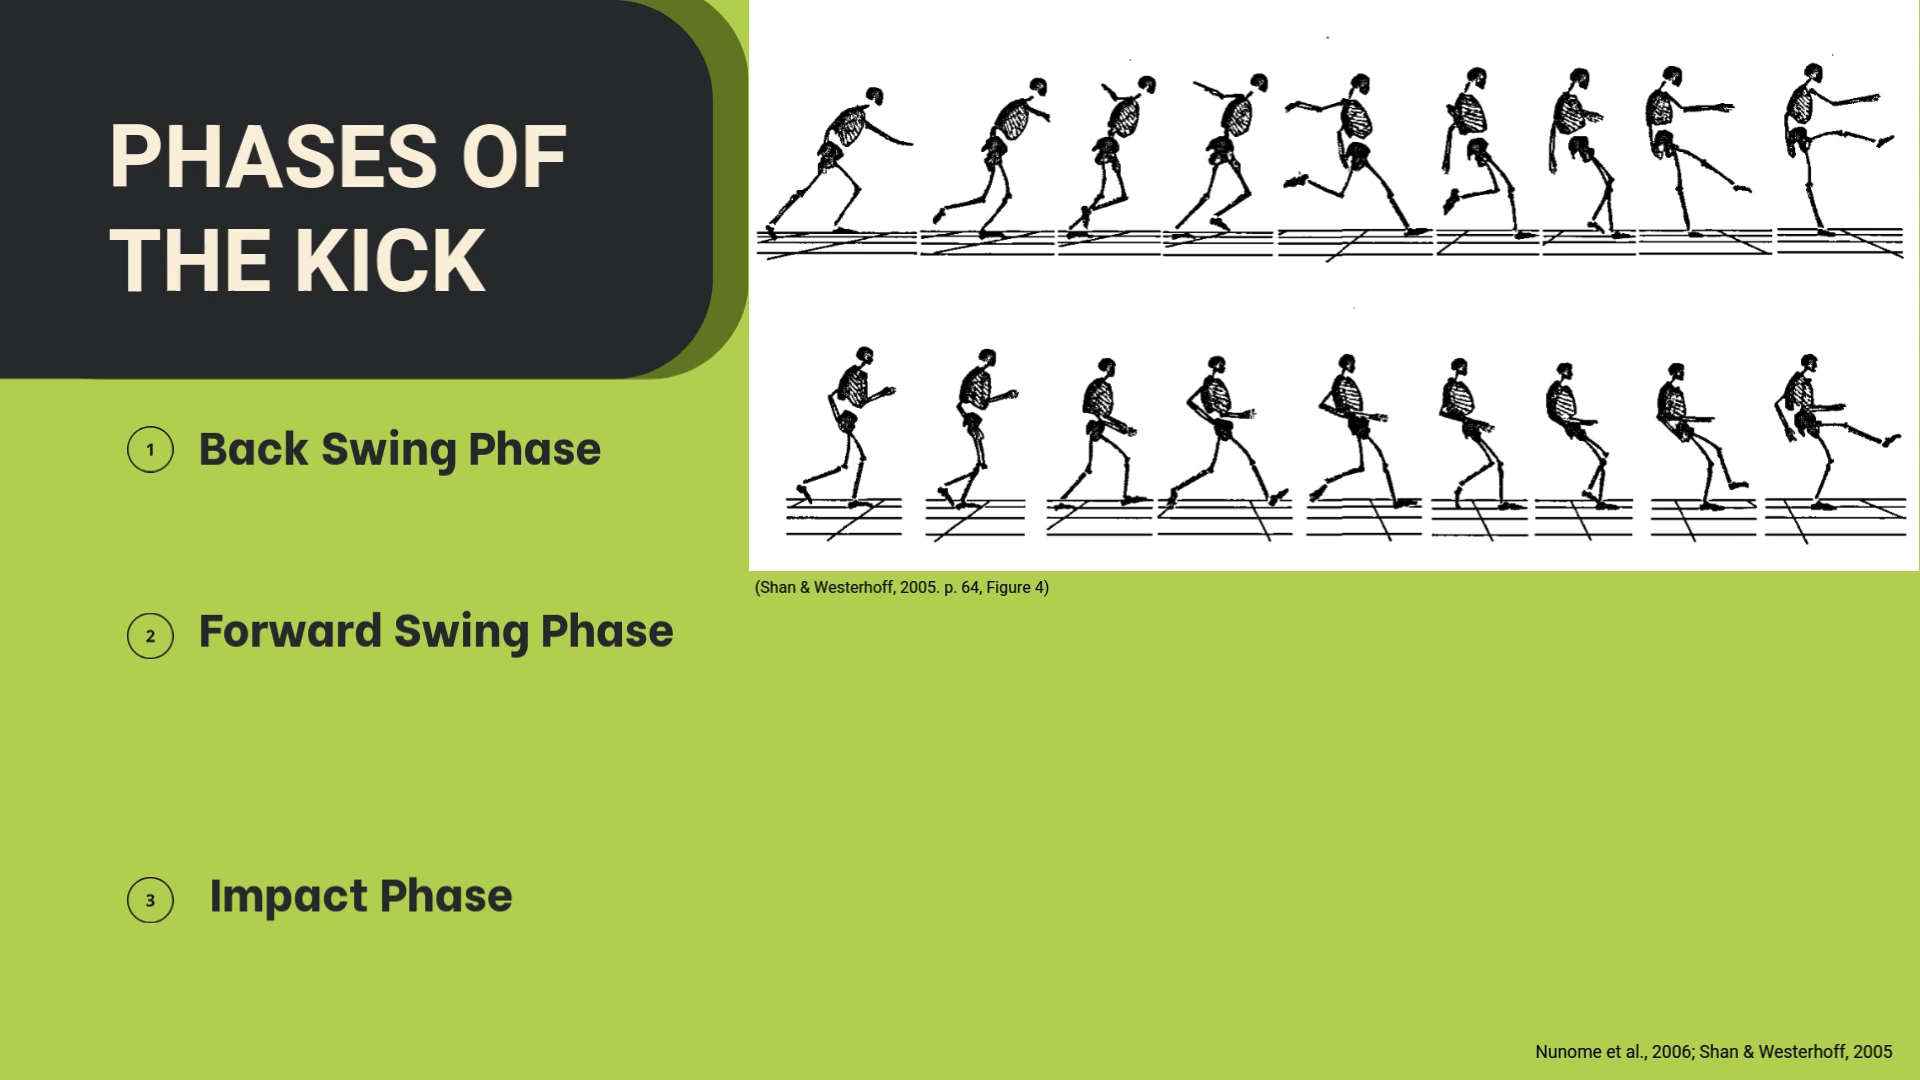 PHASES OF
THE KICK
1 Back Swing Phase
(Shan & Westerhoff, 2005. p. 64, Figure 4)
2 Forward Swing Phase
3 Impact Phase
Nunome et al., 2006; Shan & Westerhoff, 2005